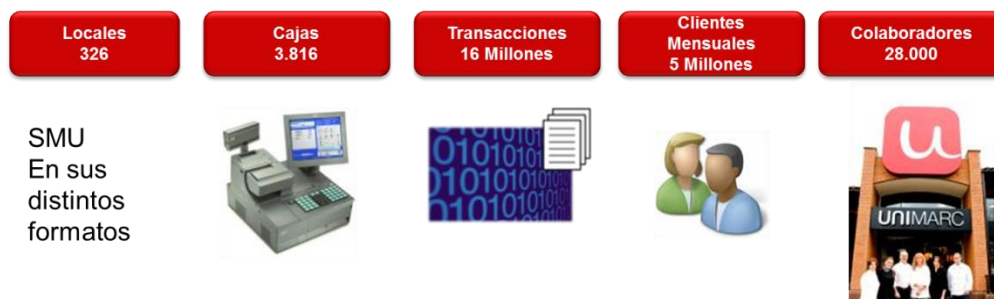 Locales
326
Cajas
3.816
Transacciones
16 Millones
Clientes
Mensuales
5 Millones
Colaboradores
28.000
SMU
En sus
distintos
formatos
01010101
UNIMARC